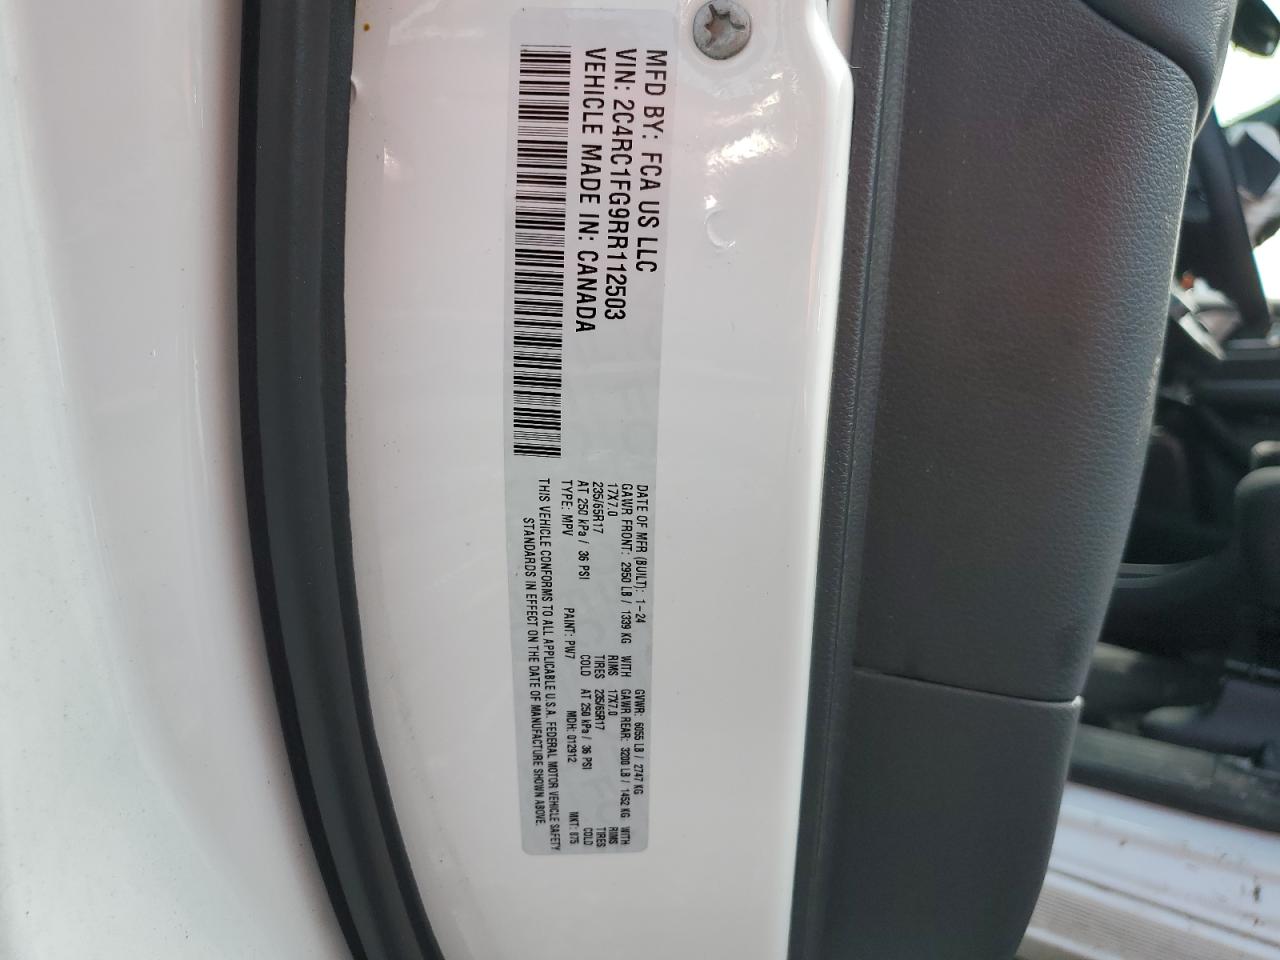 MFD BY: FCA US LLC
VIN: 2C4RC1FG9RR112503
VEHICLE MADE IN: CANADA
DATE OF MFR (BUILT): 1-24 GVWR: 6055 LB / 2747 KG
GAWR FRONT: 2950 LB / 1339 KG WITH GAWR REAR: 3200 LB / 1452 KG WITH
17X7.0 RIMS 17X7.0 RIMS
235/65R17 TIRES 235/65R17 TIRES
AT 250 kPa / 36 PSI COLD AT 250 kPa / 36 PSI COLD
TYPE: MPV PAINT: PW7 MDH: 012912 MKT: 875
THIS VEHICLE CONFORMS TO ALL APPLICABLE U.S.A. FEDERAL MOTOR VEHICLE SAFETY
STANDARDS IN EFFECT ON THE DATE OF MANUFACTURE SHOWN ABOVE.